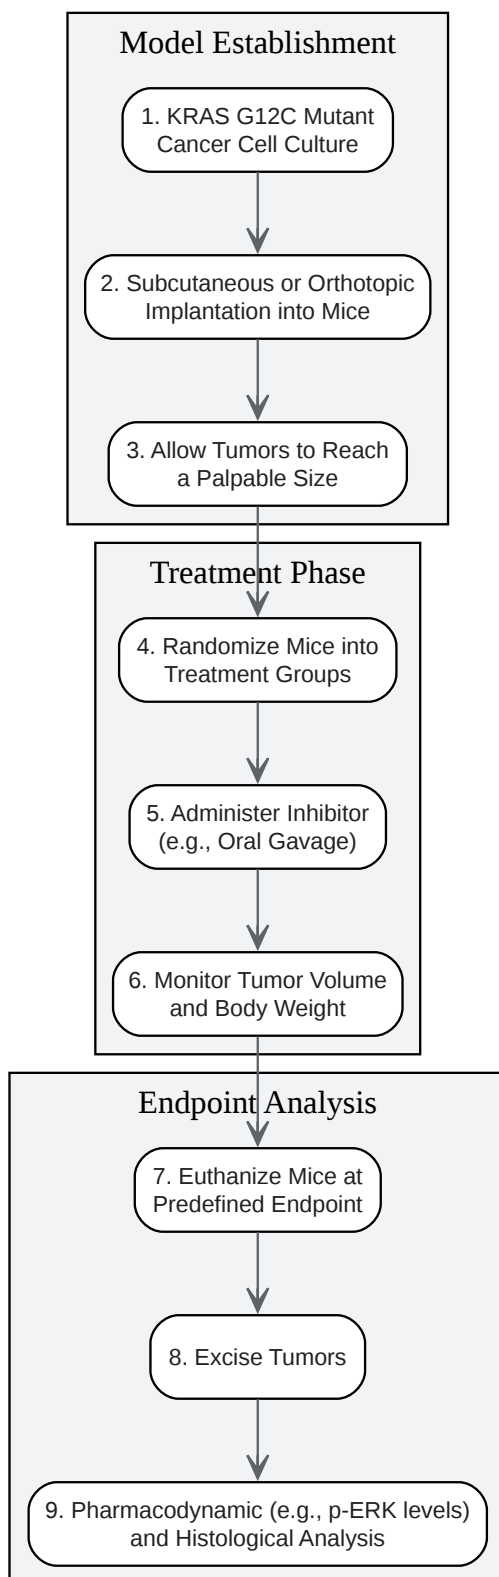 Model Establishment
1. KRAS G12C Mutant
Cancer Cell Culture
2. Subcutaneous or Orthotopic
Implantation into Mice
3. Allow Tumors to Reach
a Palpable Size
Treatment Phase
4. Randomize Mice into
Treatment Groups
5. Administer Inhibitor
(e.g., Oral Gavage)
6. Monitor Tumor Volume
and Body Weight
Endpoint Analysis
7. Euthanize Mice at
Predefined Endpoint
8. Excise Tumors
9. Pharmacodynamic (e.g., p-ERK levels)
and Histological Analysis